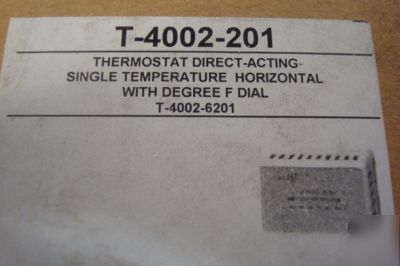 T-4002-201
THERMOSTAT DIRECT-ACTING-
SINGLE TEMPERATURE HORIZONTAL
WITH DEGREE F DIAL
T-4002-6201